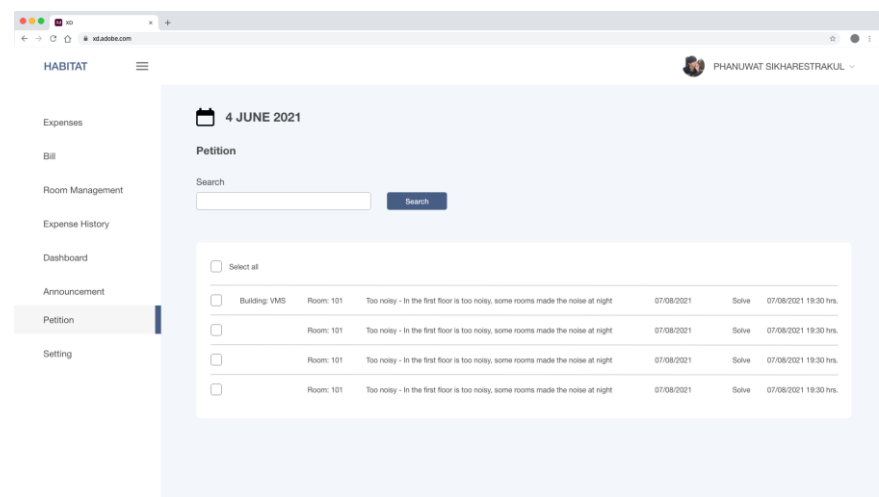 XD
xd.adobe.com
HABITAT
PHANUWAT SIKHARESTRAKUL
Expenses
Bill
Room Management
Expense History
Dashboard
Announcement
Petition
Setting
4 JUNE 2021
Petition
Search
Search
Select all
Building: VMS Room: 101 Too noisy - In the first floor is too noisy, some rooms made the noise at night 07/08/2021 Solve 07/08/2021 19:30 hrs.
Room: 101 Too noisy - In the first floor is too noisy, some rooms made the noise at night 07/08/2021 Solve 07/08/2021 19:30 hrs.
Room: 101 Too noisy - In the first floor is too noisy, some rooms made the noise at night 07/08/2021 Solve 07/08/2021 19:30 hrs.
Room: 101 Too noisy - In the first floor is too noisy, some rooms made the noise at night 07/08/2021 Solve 07/08/2021 19:30 hrs.